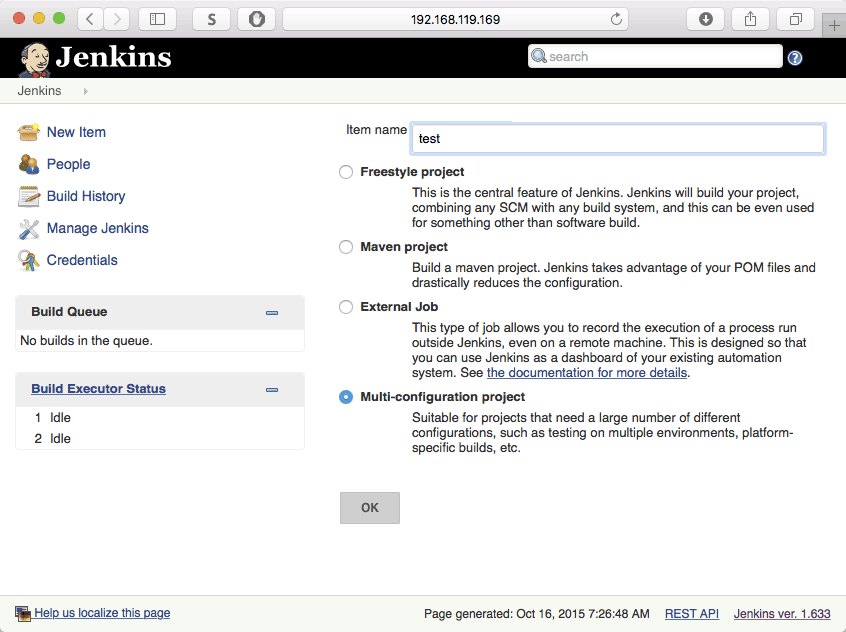 S
192.168.119.169
Jenkins
search
?
Jenkins
New Item
People
Build History
Manage Jenkins
Credentials
Build Queue
No builds in the queue.
Build Executor Status
1 Idle
2 Idle
Item name test
Freestyle project
This is the central feature of Jenkins. Jenkins will build your project,
combining any SCM with any build system, and this can be even used
for something other than software build.
Maven project
Build a maven project. Jenkins takes advantage of your POM files and
drastically reduces the configuration.
External Job
This type of job allows you to record the execution of a process run
outside Jenkins, even on a remote machine. This is designed so that
you can use Jenkins as a dashboard of your existing automation
system. See the documentation for more details.
Multi-configuration project
Suitable for projects that need a large number of different
configurations, such as testing on multiple environments, platform-
specific builds, etc.
OK
Help us localize this page
Page generated: Oct 16, 2015 7:26:48 AM REST API Jenkins ver. 1.633